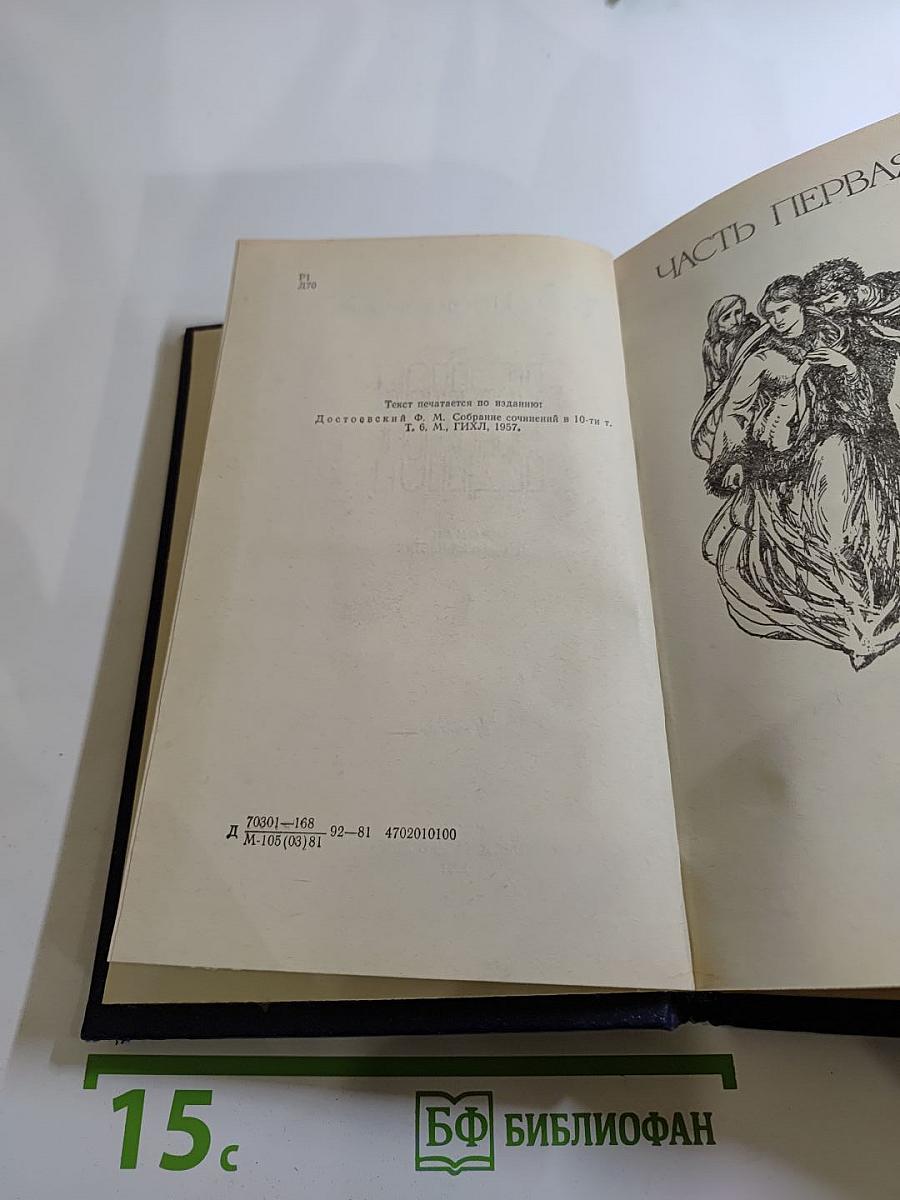 Р1
Д70
Текст печатается по изданию:
Достоевский Ф. М. Собрание сочинений в 10-ти т.
Т. 6. М., ГИХЛ, 1957.
Д 70301—168
М-105(03)81 92—81 4702010100
ЧАСТЬ ПЕРВАЯ
15 с
БФ БИБЛИОФАН